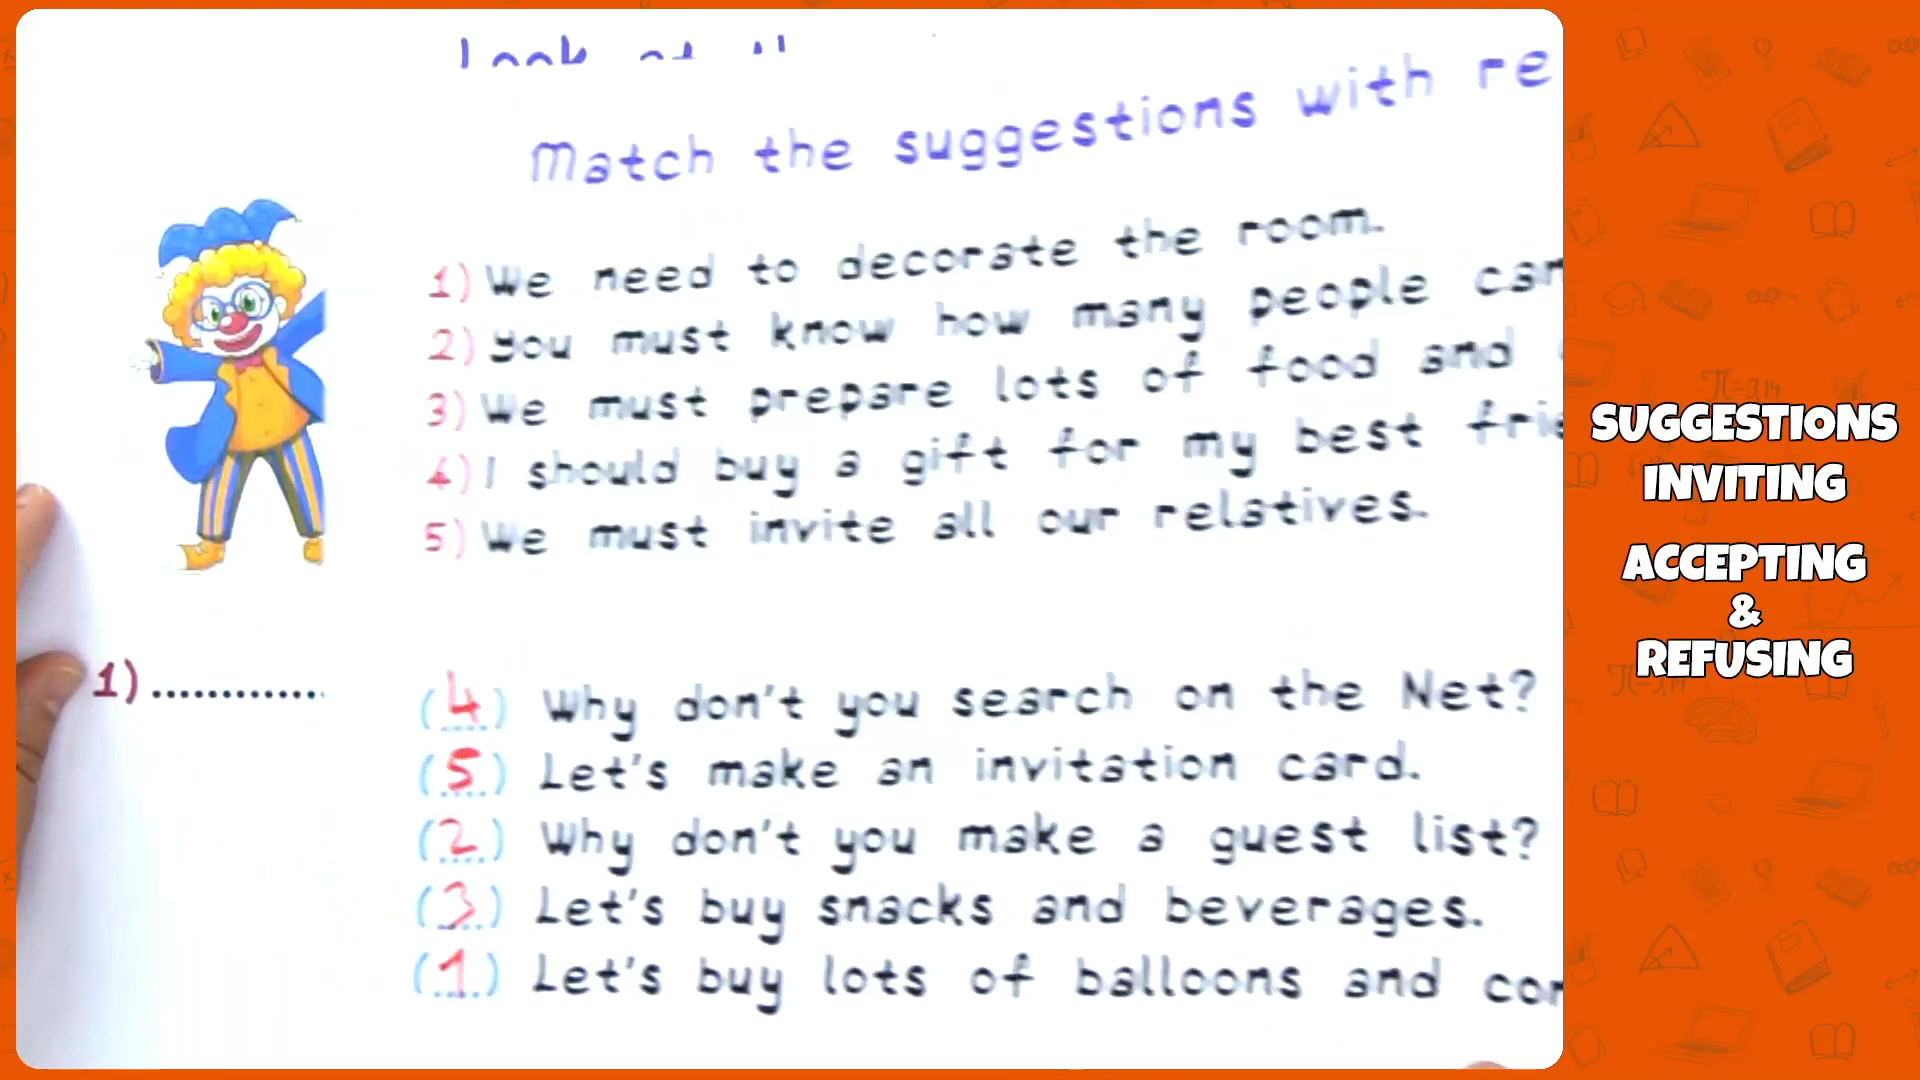 Match the suggestions with re
1) We need to decorate the room.
2) You must know how many people can
3) We must prepare lots of food and
4) I should buy a gift for my best frie
5) We must invite all our relatives.
1) ............
(4) Why don't you search on the Net?
(5) Let's make an invitation card.
(2) Why don't you make a guest list?
(3) Let's buy snacks and beverages.
(1) Let's buy lots of balloons and con
SUGGESTIONS
INVITING
ACCEPTING
&
REFUSING